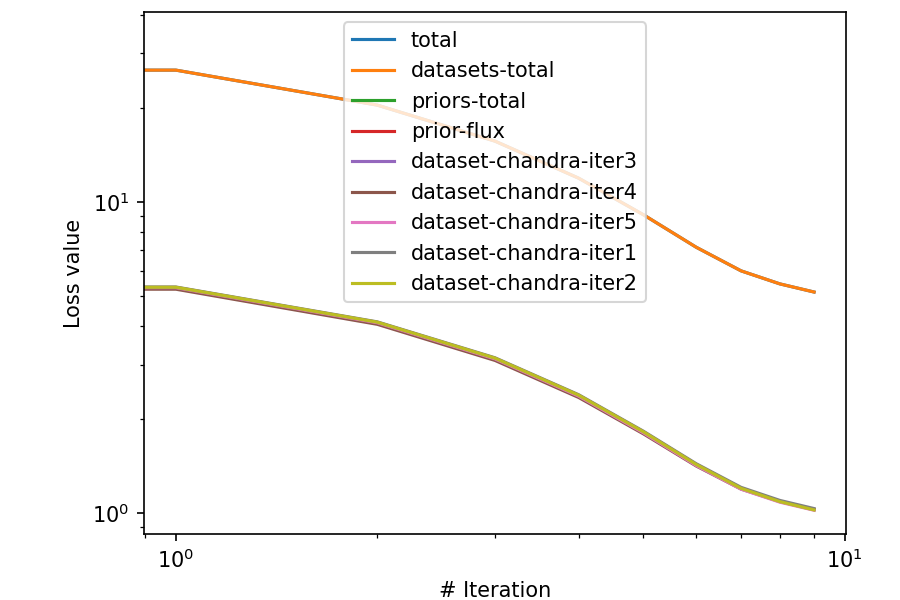 total
datasets-total
priors-total
prior-flux
dataset-chandra-iter3
dataset-chandra-iter4
dataset-chandra-iter5
dataset-chandra-iter1
dataset-chandra-iter2
Loss value
10¹
10⁰
10⁰
10¹
# Iteration